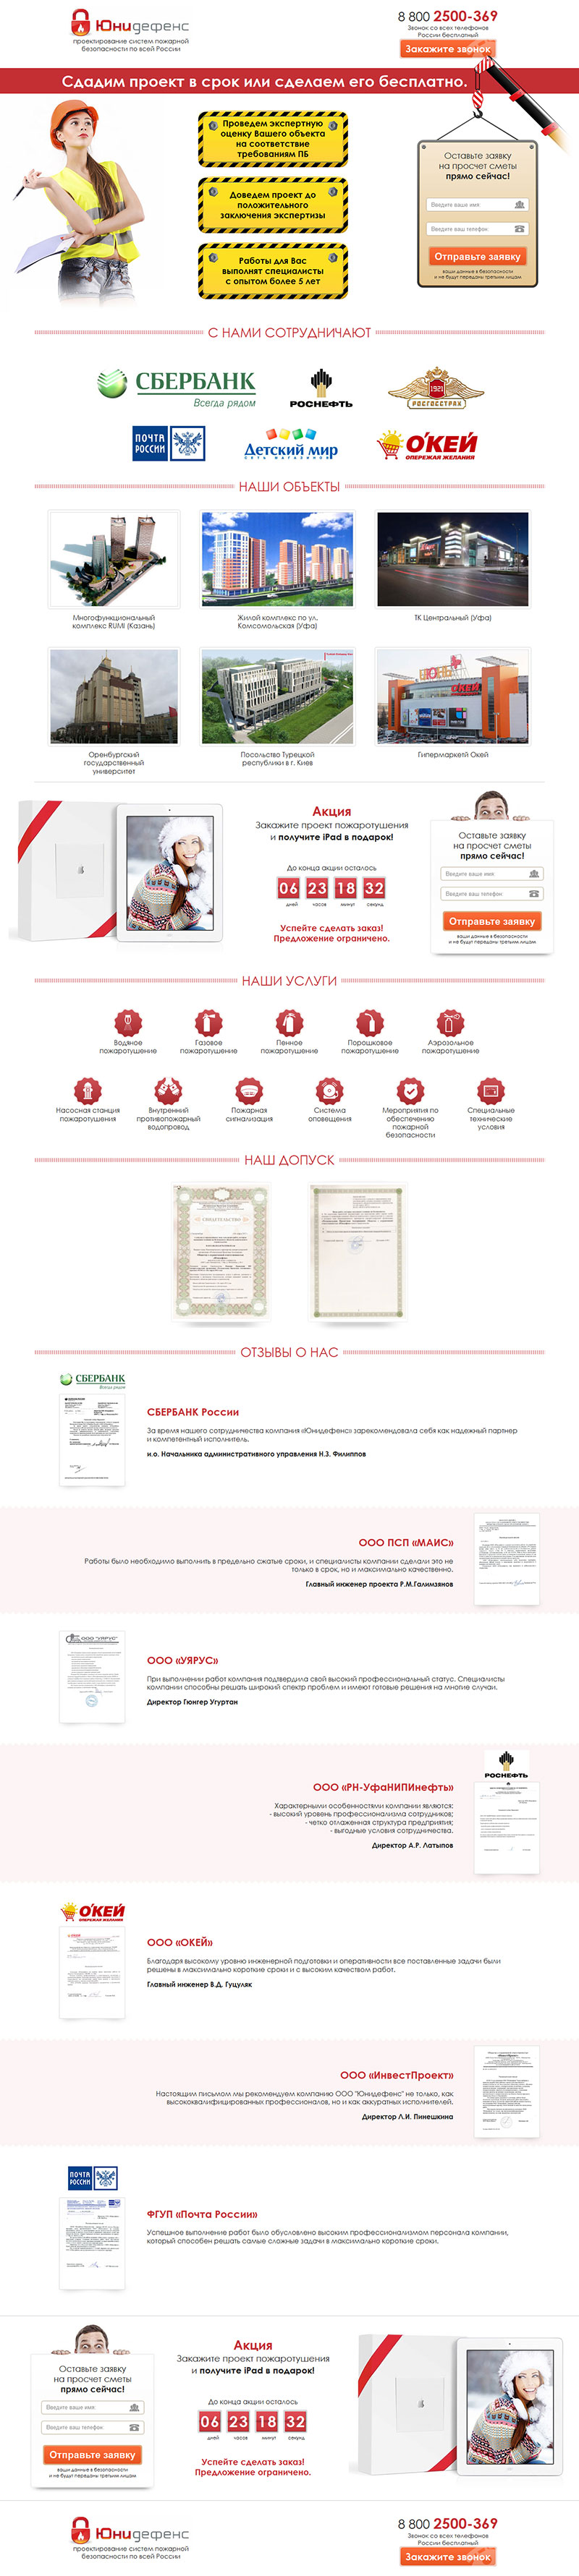 Юнидефенс
проектирование систем пожарной
безопасности по всей России
8 800 2500-369
Звонок со всех телефонов
России бесплатный
Закажите звонок
Сдадим проект в срок или сделаем его бесплатно.
Проведем экспертную
оценку Вашего объекта
на соответствие
требованиям ПБ
Доведем проект до
положительного
заключения экспертизы
Работы для Вас
выполнят специалисты
с опытом более 5 лет
Оставьте заявку
на просчет сметы
прямо сейчас!
Введите ваше имя
Введите ваш телефон
Отправьте заявку
ваши данные в безопасности
и не будут переданы третьим лицам
С НАМИ СОТРУДНИЧАЮТ
СБЕРБАНК
Всегда рядом
РОСНЕФТЬ
1921
РОСГОССТРАХ
ПОЧТА
РОССИИ
Детский мир
СЕТЬ МАГАЗИНОВ
О'КЕЙ
ОПЕРЕЖАЯ ЖЕЛАНИЯ
НАШИ ОБЪЕКТЫ
Многофункциональный
комплекс RUMI (Казань)
Жилой комплекс по ул.
Комсомольская (Уфа)
ТК Центральный (Уфа)
Оренбургский
государственный
университет
Посольство Турецкой
республики в г. Киев
Гипермаркетй Окей
Акция
Закажите проект пожаротушения
и получите iPad в подарок!
До конца акции осталось
06 23 18 32
дней часов минут секунд
Успейте сделать заказ!
Предложение ограничено.
Оставьте заявку
на просчет сметы
прямо сейчас!
Введите ваше имя
Введите ваш телефон
Отправьте заявку
ваши данные в безопасности
и не будут переданы третьим лицам
НАШИ УСЛУГИ
Водяное
пожаротушение
Газовое
пожаротушение
Пенное
пожаротушение
Порошковое
пожаротушение
Аэрозольное
пожаротушение
Насосная станция
пожаротушения
Внутренний
противопожарный
водопровод
Пожарная
сигнализация
Система
оповещения
Мероприятия по
обеспечению
пожарной
безопасности
Специальные
технические
условия
НАШ ДОПУСК
СВИДЕТЕЛЬСТВО
ОТЗЫВЫ О НАС
СБЕРБАНК
Всегда рядом
СБЕРБАНК России
За время нашего сотрудничества компания «Юнидефенс» зарекомендовала себя как надежный партнер
и компетентный исполнитель.
и.о. Начальника административного управления Н.З. Филиппов
ООО ПСП «МАИС»
Работы было необходимо выполнить в предельно сжатые сроки, и специалисты компании сделали это не
только в срок, но и максимально качественно.
Главный инженер проекта Р.М.Галимзянов
ООО "УЯРУС"
ООО «УЯРУС»
При выполнении работ компания подтвердила свой высокий профессиональный статус. Специалисты
компании способны решать широкий спектр проблем и имеют готовые решения на многие случаи.
Директор Гюнгер Угуртан
РОСНЕФТЬ
ООО «РН-УфаНИПИнефть»
Характерными особенностями компании являются:
- высокий уровень профессионализма сотрудников;
- четко отлаженная структура предприятия;
- выгодные условия сотрудничества.
Директор А.Р. Латыпов
О'КЕЙ
ОПЕРЕЖАЯ ЖЕЛАНИЯ
ООО «ОКЕЙ»
Благодаря высокому уровню инженерной подготовки и оперативности все поставленные задачи были
решены в максимально короткие сроки и с высоким качеством работ.
Главный инженер В.Д. Гуцуляк
ООО «ИнвестПроект»
Настоящим письмом мы рекомендуем компанию ООО "Юнидефенс" не только, как
высококвалифицированных профессионалов, но и как аккуратных исполнителей.
Директор Л.И. Пинешкина
ПОЧТА
РОССИИ
ФГУП «Почта России»
Успешное выполнение работ было обусловлено высоким профессионализмом персонала компании,
который способен решать самые сложные задачи в максимально короткие сроки.
Оставьте заявку
на просчет сметы
прямо сейчас!
Введите ваше имя
Введите ваш телефон
Отправьте заявку
ваши данные в безопасности
и не будут переданы третьим лицам
Акция
Закажите проект пожаротушения
и получите iPad в подарок!
До конца акции осталось
06 23 18 32
дней часов минут секунд
Успейте сделать заказ!
Предложение ограничено.
Юнидефенс
проектирование систем пожарной
безопасности по всей России
8 800 2500-369
Звонок со всех телефонов
России бесплатный
Закажите звонок